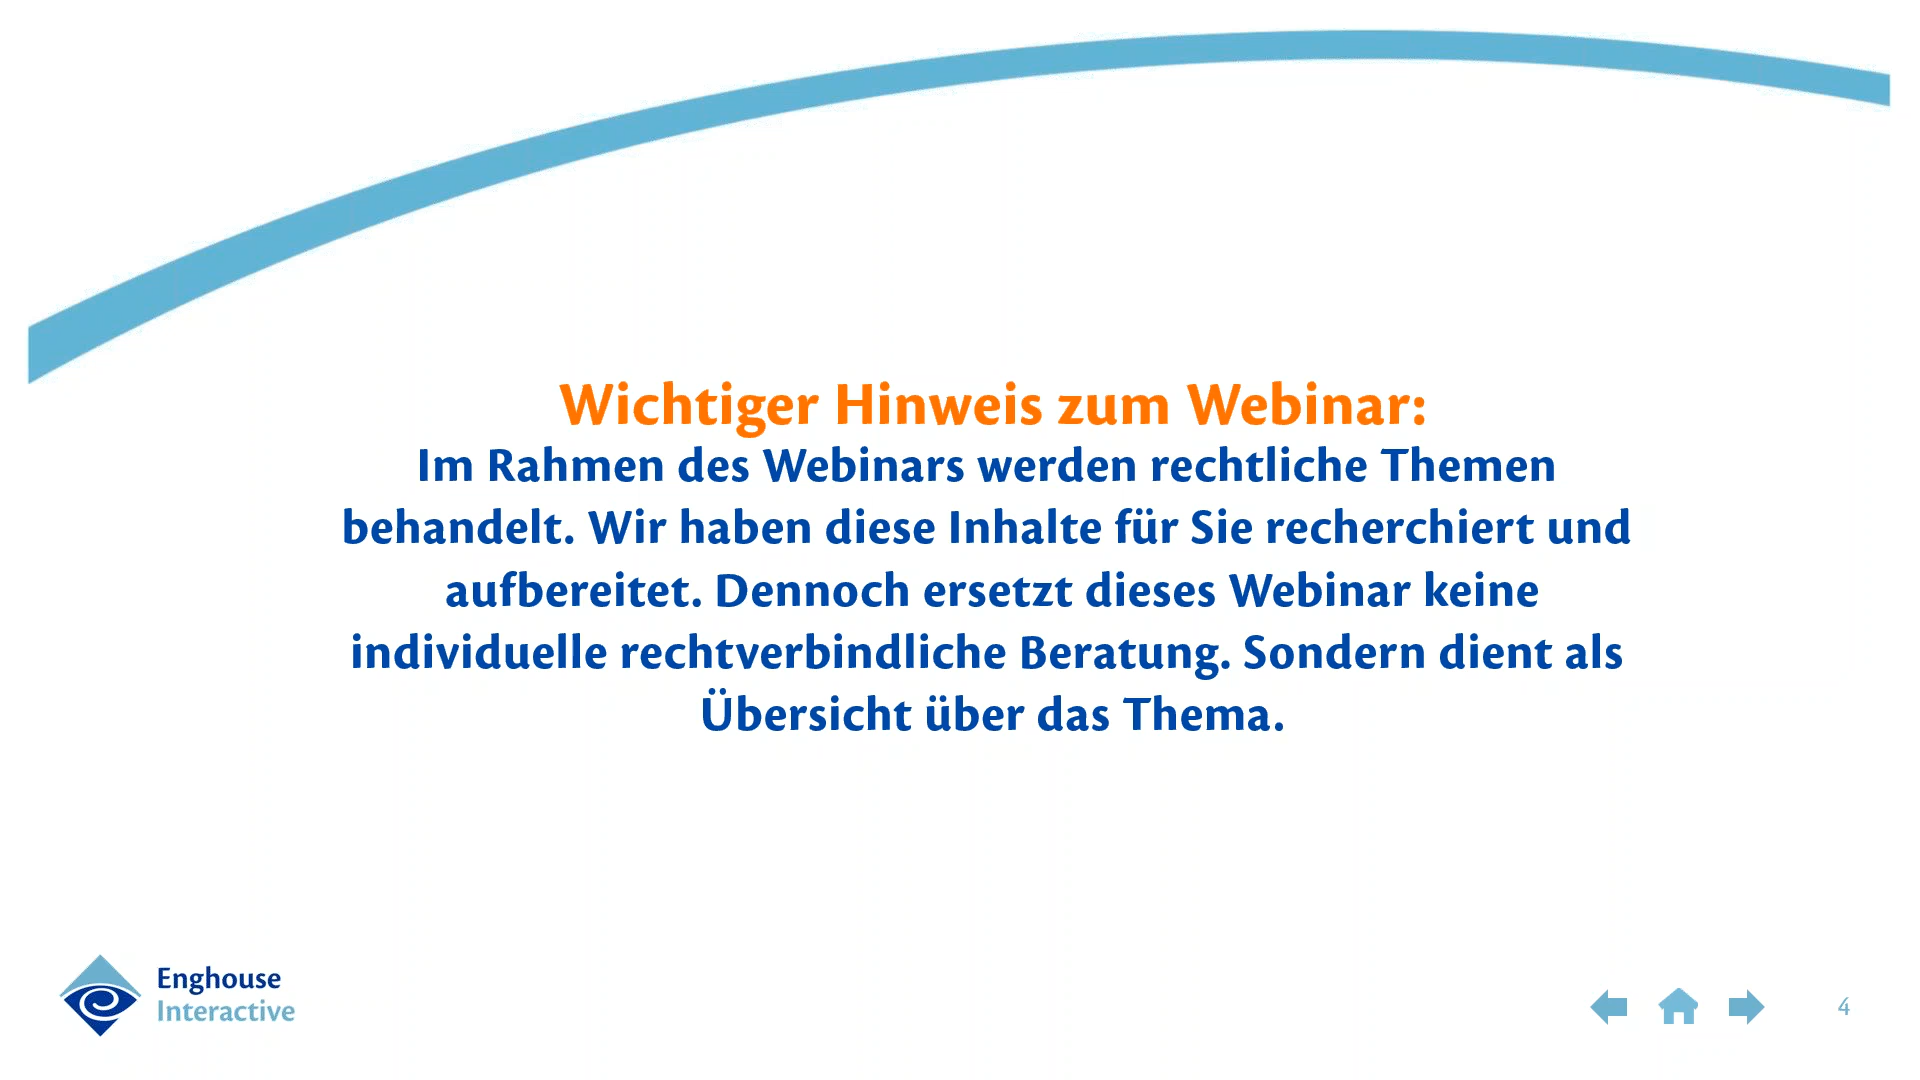 Wichtiger Hinweis zum Webinar:
Im Rahmen des Webinars werden rechtliche Themen
behandelt. Wir haben diese Inhalte für Sie recherchiert und
aufbereitet. Dennoch ersetzt dieses Webinar keine
individuelle rechtverbindliche Beratung. Sondern dient als
Übersicht über das Thema.
Enghouse
Interactive
4